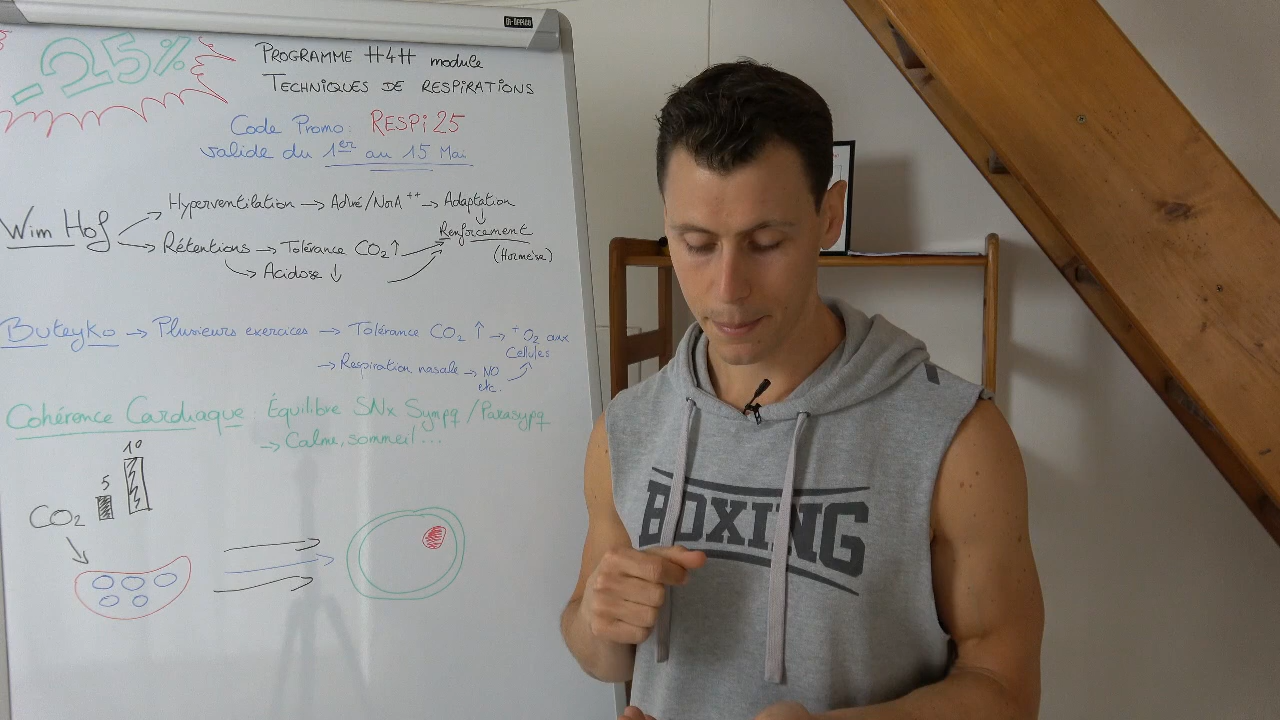 -25%
PROGRAMME H4H module
TECHNIQUES DE RESPIRATIONS
Code Promo: RESPI 25
valide du 1er au 15 Mai
Wim Hof
Hyperventilation → Adré/NorA++ → Adaptation
↓
Renforcement
(Hormèse)
Rétentions → Tolérance CO2 ↑
→ Acidose ↓
Buteyko → Plusieurs exercices → Tolérance CO2 ↑ → +O2 aux
Cellules
→ Respiration nasale → NO
etc.
Cohérence Cardiaque : Équilibre SNx Sympq / Parasypq
→ Calme, sommeil...
10
5
CO2
BOXING